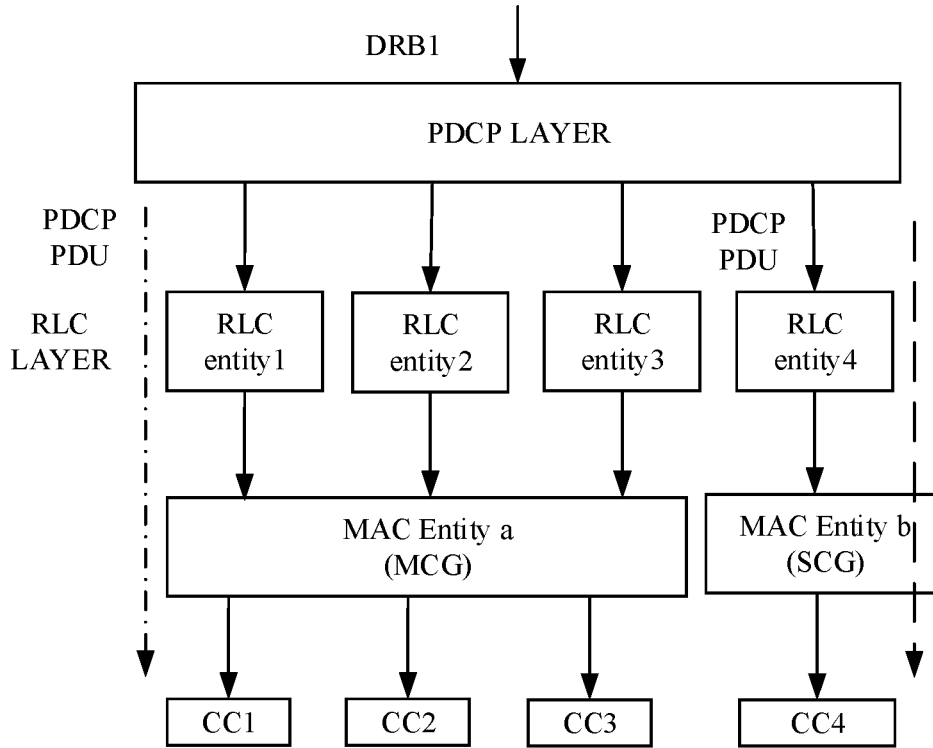 DRB1
PDCP LAYER
PDCP
PDU
PDCP
PDU
RLC
LAYER
RLC
entity1
RLC
entity2
RLC
entity3
RLC
entity4
MAC Entity a
(MCG)
MAC Entity b
(SCG)
CC1
CC2
CC3
CC4